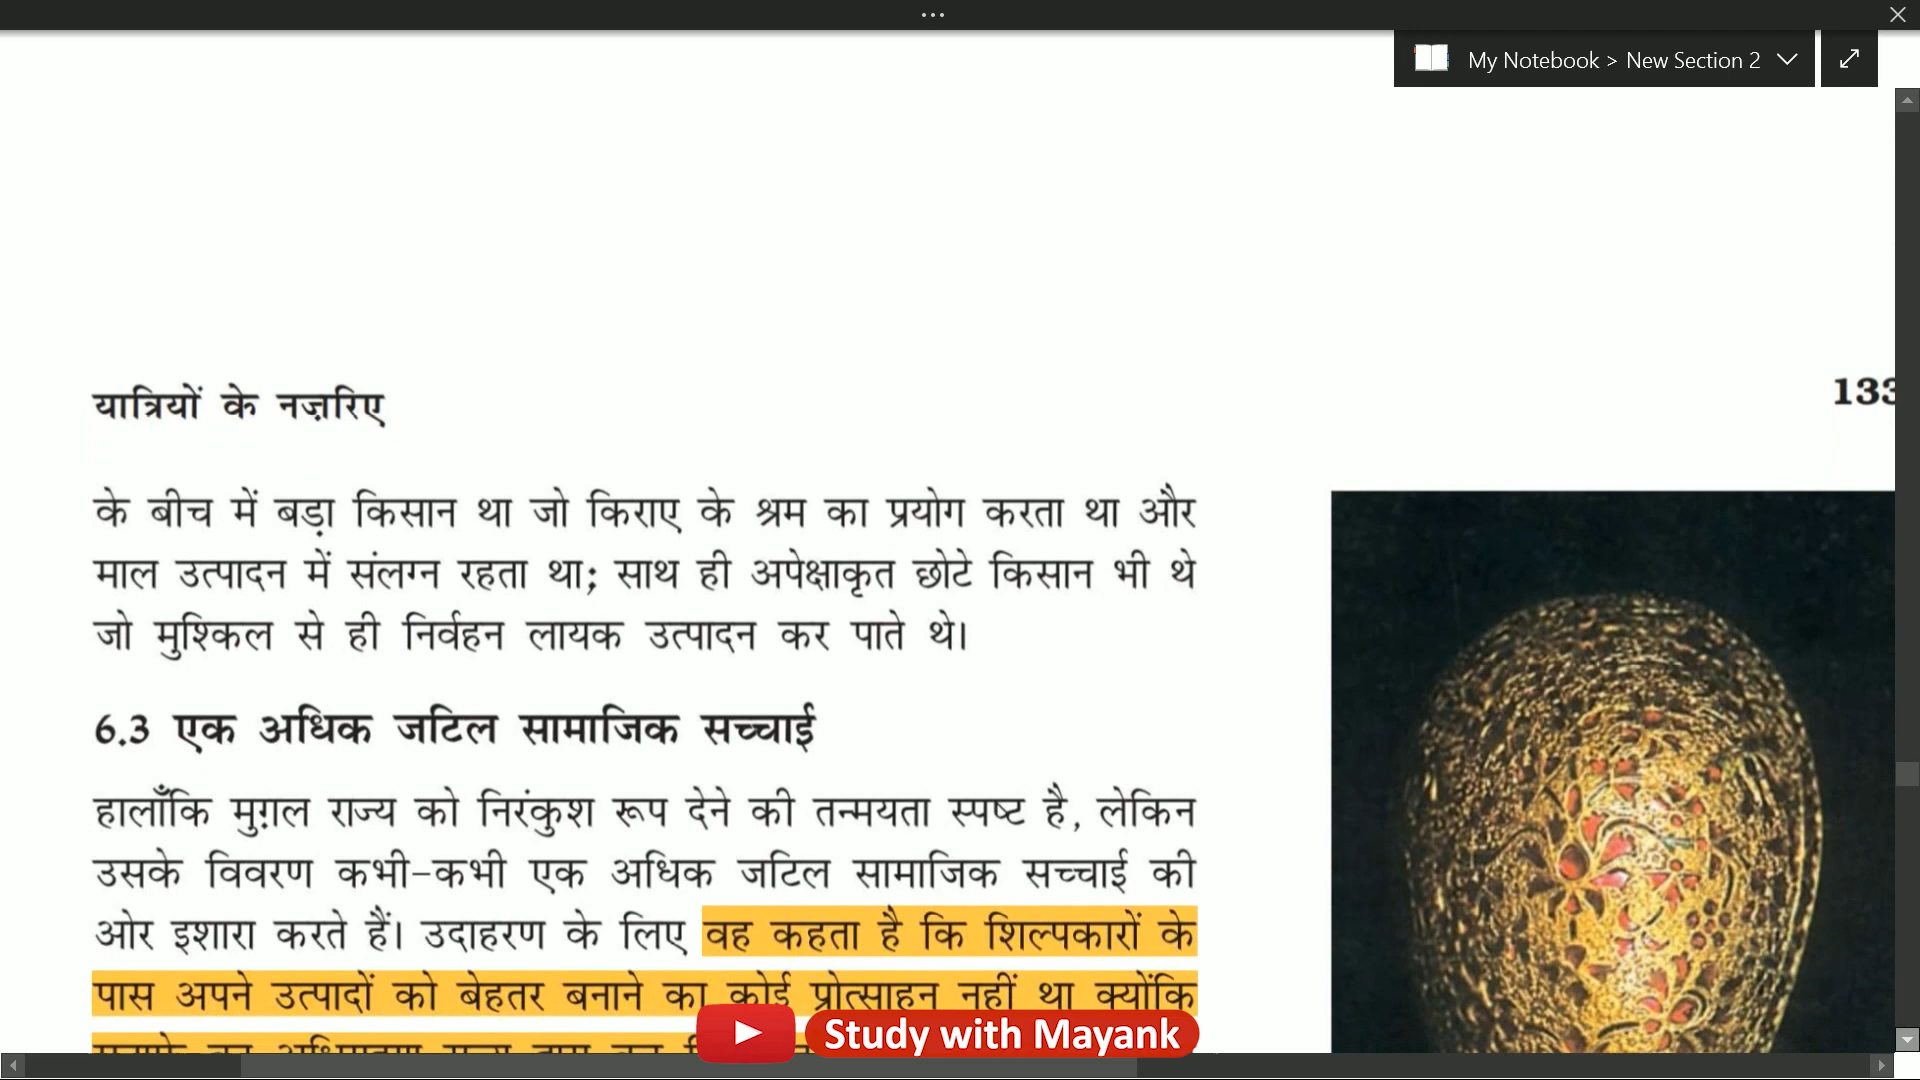 My Notebook > New Section 2
यात्रियों के नज़रिए
133
के बीच में बड़ा किसान था जो किराए के श्रम का प्रयोग करता था और
माल उत्पादन में संलग्न रहता था; साथ ही अपेक्षाकृत छोटे किसान भी थे
जो मुश्किल से ही निर्वहन लायक उत्पादन कर पाते थे।
6.3 एक अधिक जटिल सामाजिक सच्चाई
हालाँकि मुग़ल राज्य को निरंकुश रूप देने की तन्मयता स्पष्ट है, लेकिन
उसके विवरण कभी-कभी एक अधिक जटिल सामाजिक सच्चाई की
ओर इशारा करते हैं। उदाहरण के लिए वह कहता है कि शिल्पकारों के
पास अपने उत्पादों को बेहतर बनाने का कोई प्रोत्साहन नहीं था क्योंकि
Study with Mayank